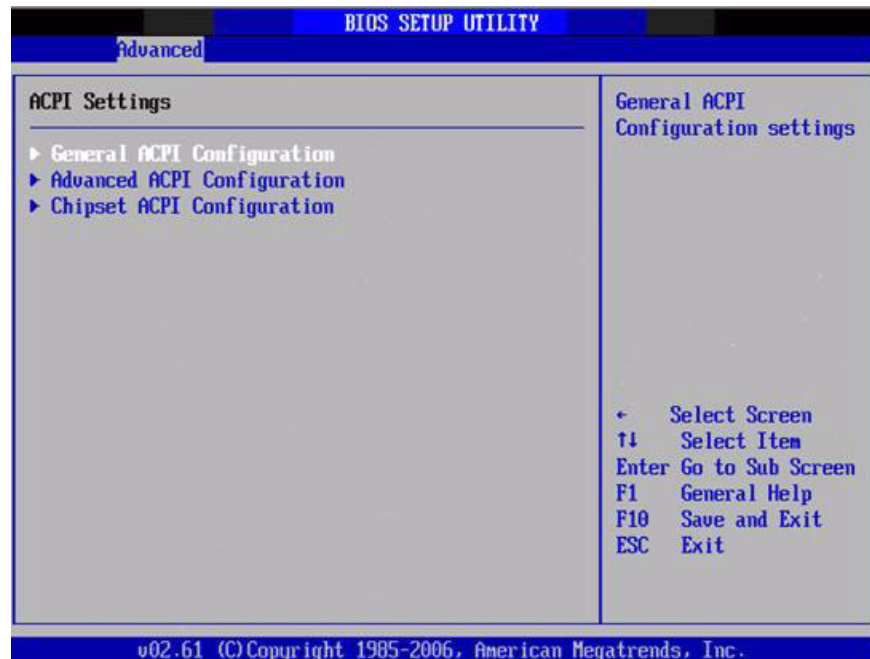 BIOS SETUP UTILITY
Advanced
ACPI Settings
▶ General ACPI Configuration
▶ Advanced ACPI Configuration
▶ Chipset ACPI Configuration
General ACPI
Configuration settings
← Select Screen
↑↓ Select Item
Enter Go to Sub Screen
F1 General Help
F10 Save and Exit
ESC Exit
v02.61 (C)Copyright 1985-2006, American Megatrends, Inc.